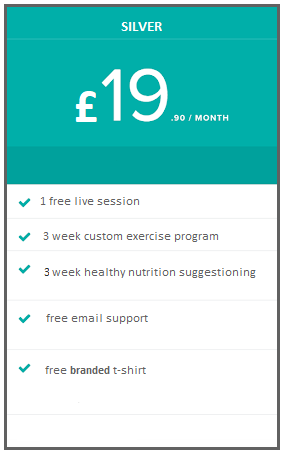 SILVER
£19.90 / MONTH
1 free live session
3 week custom exercise program
3 week healthy nutrition suggestioning
free email support
free branded t-shirt